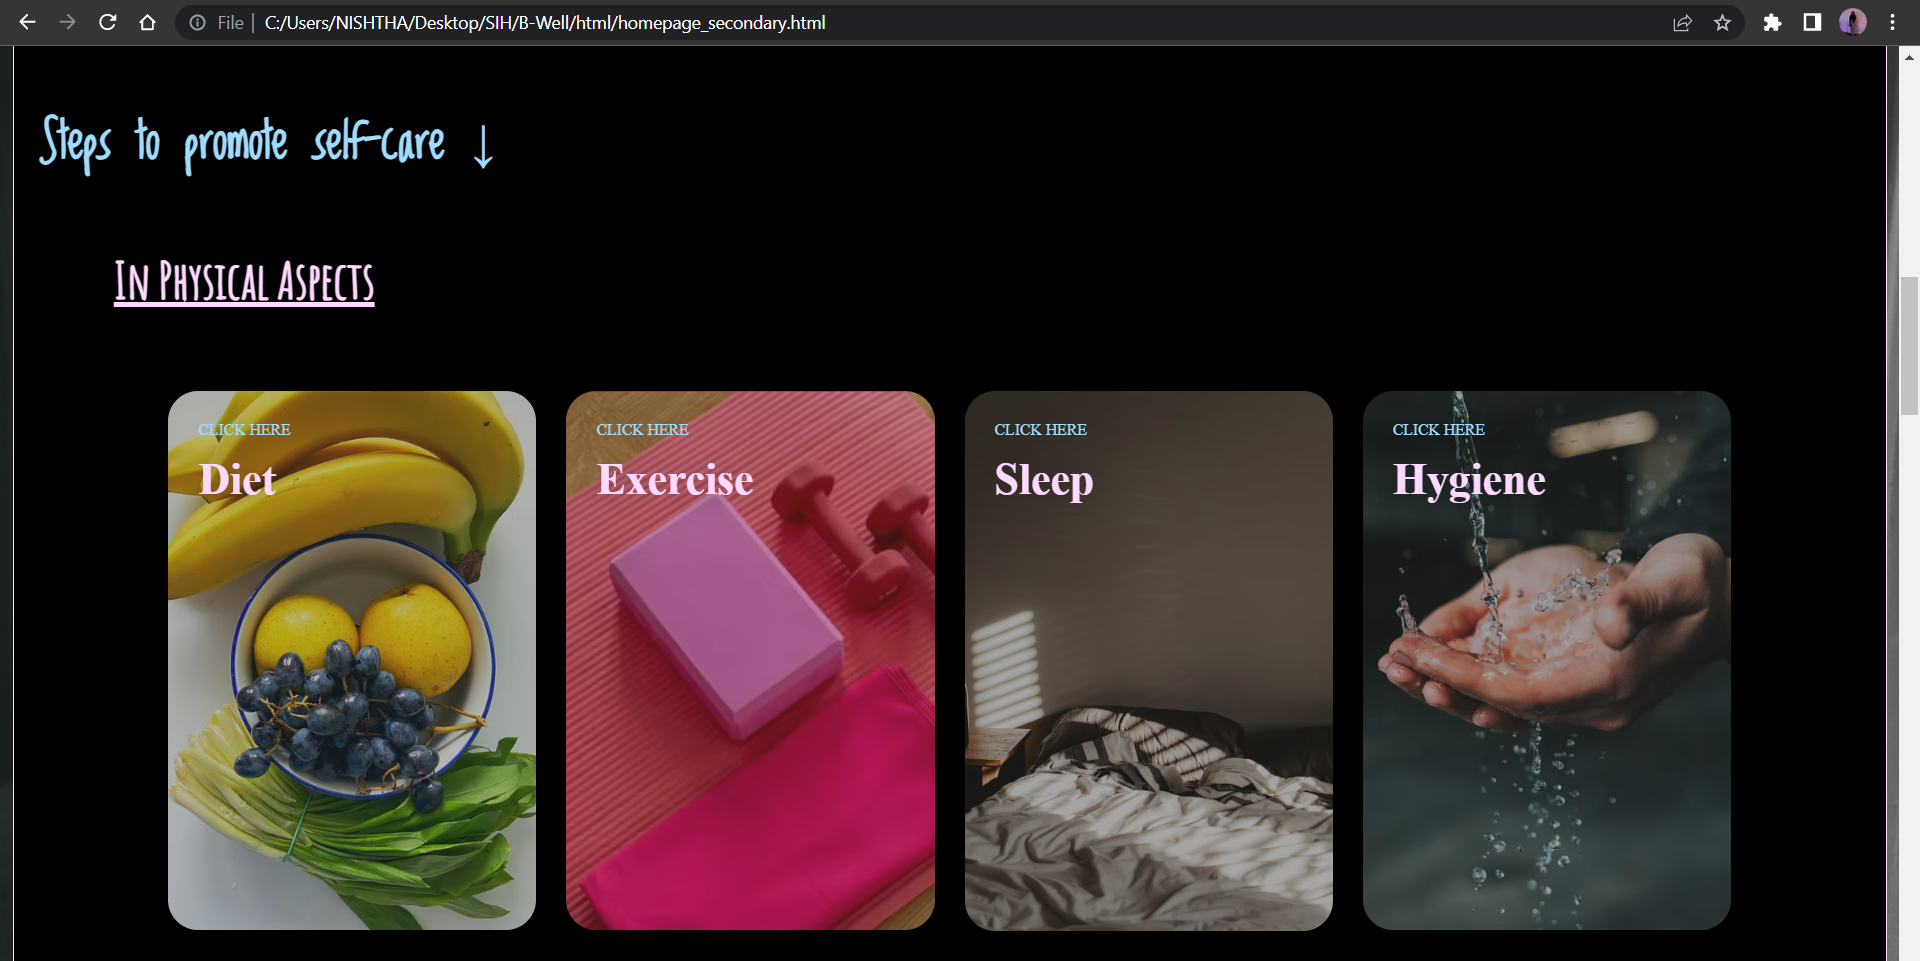 File C:/Users/NISHTHA/Desktop/SIH/B-Well/html/homepage_secondary.html
Steps to promote self-care ↓
In Physical Aspects
CLICK HERE
Diet
CLICK HERE
Exercise
CLICK HERE
Sleep
CLICK HERE
Hygiene